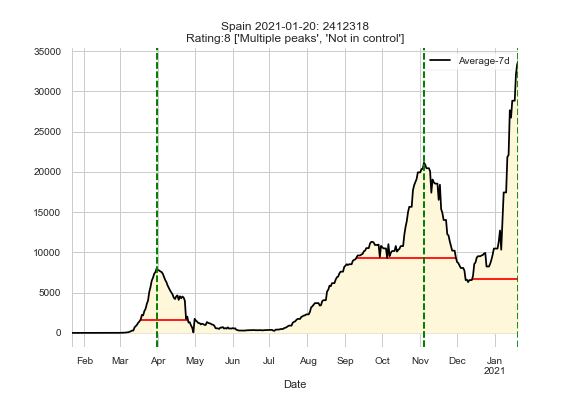 Spain 2021-01-20: 2412318
Rating:8 ['Multiple peaks', 'Not in control']
Average-7d
35000
30000
25000
20000
15000
10000
5000
0
Feb Mar Apr May Jun Jul Aug Sep Oct Nov Dec Jan
2021
Date